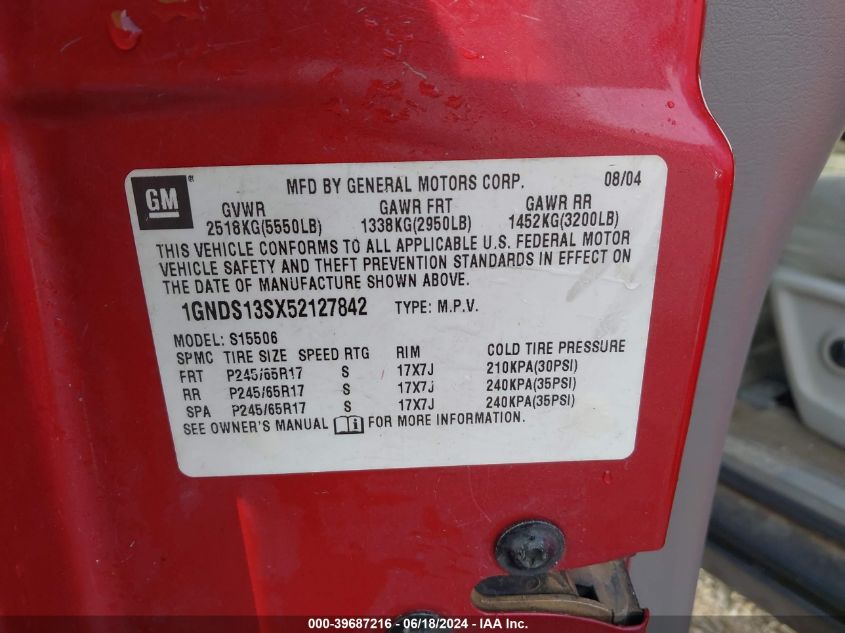 GM
MFD BY GENERAL MOTORS CORP. 08/04
GVWR GAWR FRT GAWR RR
2518KG(5550LB) 1338KG(2950LB) 1452KG(3200LB)
THIS VEHICLE CONFORMS TO ALL APPLICABLE U.S. FEDERAL MOTOR
VEHICLE SAFETY AND THEFT PREVENTION STANDARDS IN EFFECT ON
THE DATE OF MANUFACTURE SHOWN ABOVE.
1GNDS13SX52127842 TYPE: M.P.V.
MODEL: S15506
SPMC TIRE SIZE SPEED RTG RIM COLD TIRE PRESSURE
FRT P245/65R17 S 17X7J 210KPA(30PSI)
RR P245/65R17 S 17X7J 240KPA(35PSI)
SPA P245/65R17 S 17X7J 240KPA(35PSI)
SEE OWNER'S MANUAL FOR MORE INFORMATION.
000-39687216 - 06/18/2024 - IAA Inc.